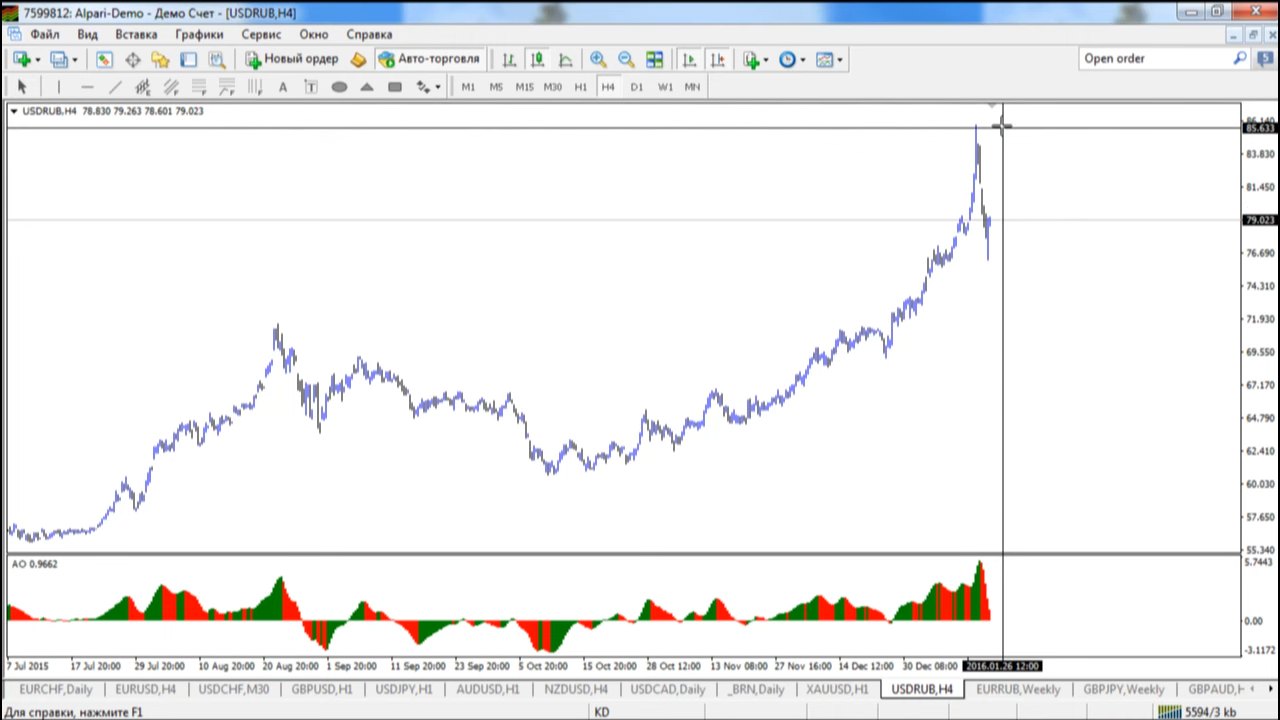 7599812: Alpari-Demo - Демо Счет - [USDRUB,H4]
Файл Вид Вставка Графики Сервис Окно Справка
Новый ордер Авто-торговля Open order 5
A T M1 M5 M15 M30 H1 H4 D1 W1 MN
USDRUB,H4 78.830 79.263 78.601 79.023
86.140
85.633
83.830
81.450
79.023
76.690
74.310
71.930
69.550
67.170
64.790
62.410
60.030
57.650
55.340
AO 0.9662
5.7443
0.00
-3.1172
7 Jul 2015 17 Jul 20:00 29 Jul 20:00 10 Aug 20:00 20 Aug 20:00 1 Sep 20:00 11 Sep 20:00 23 Sep 20:00 5 Oct 20:00 15 Oct 20:00 28 Oct 12:00 13 Nov 08:00 27 Nov 16:00 14 Dec 12:00 30 Dec 08:00 2016.01.26 12:00
EURCHF,Daily EURUSD,H4 USDCHF,M30 GBPUSD,H1 USDJPY,H1 AUDUSD,H1 NZDUSD,H4 USDCAD,Daily _BRN,Daily XAUUSD,H1 USDRUB,H4 EURRUB,Weekly GBPJPY,Weekly GBPAUD,H
Для справки, нажмите F1 KD 5594/3 kb